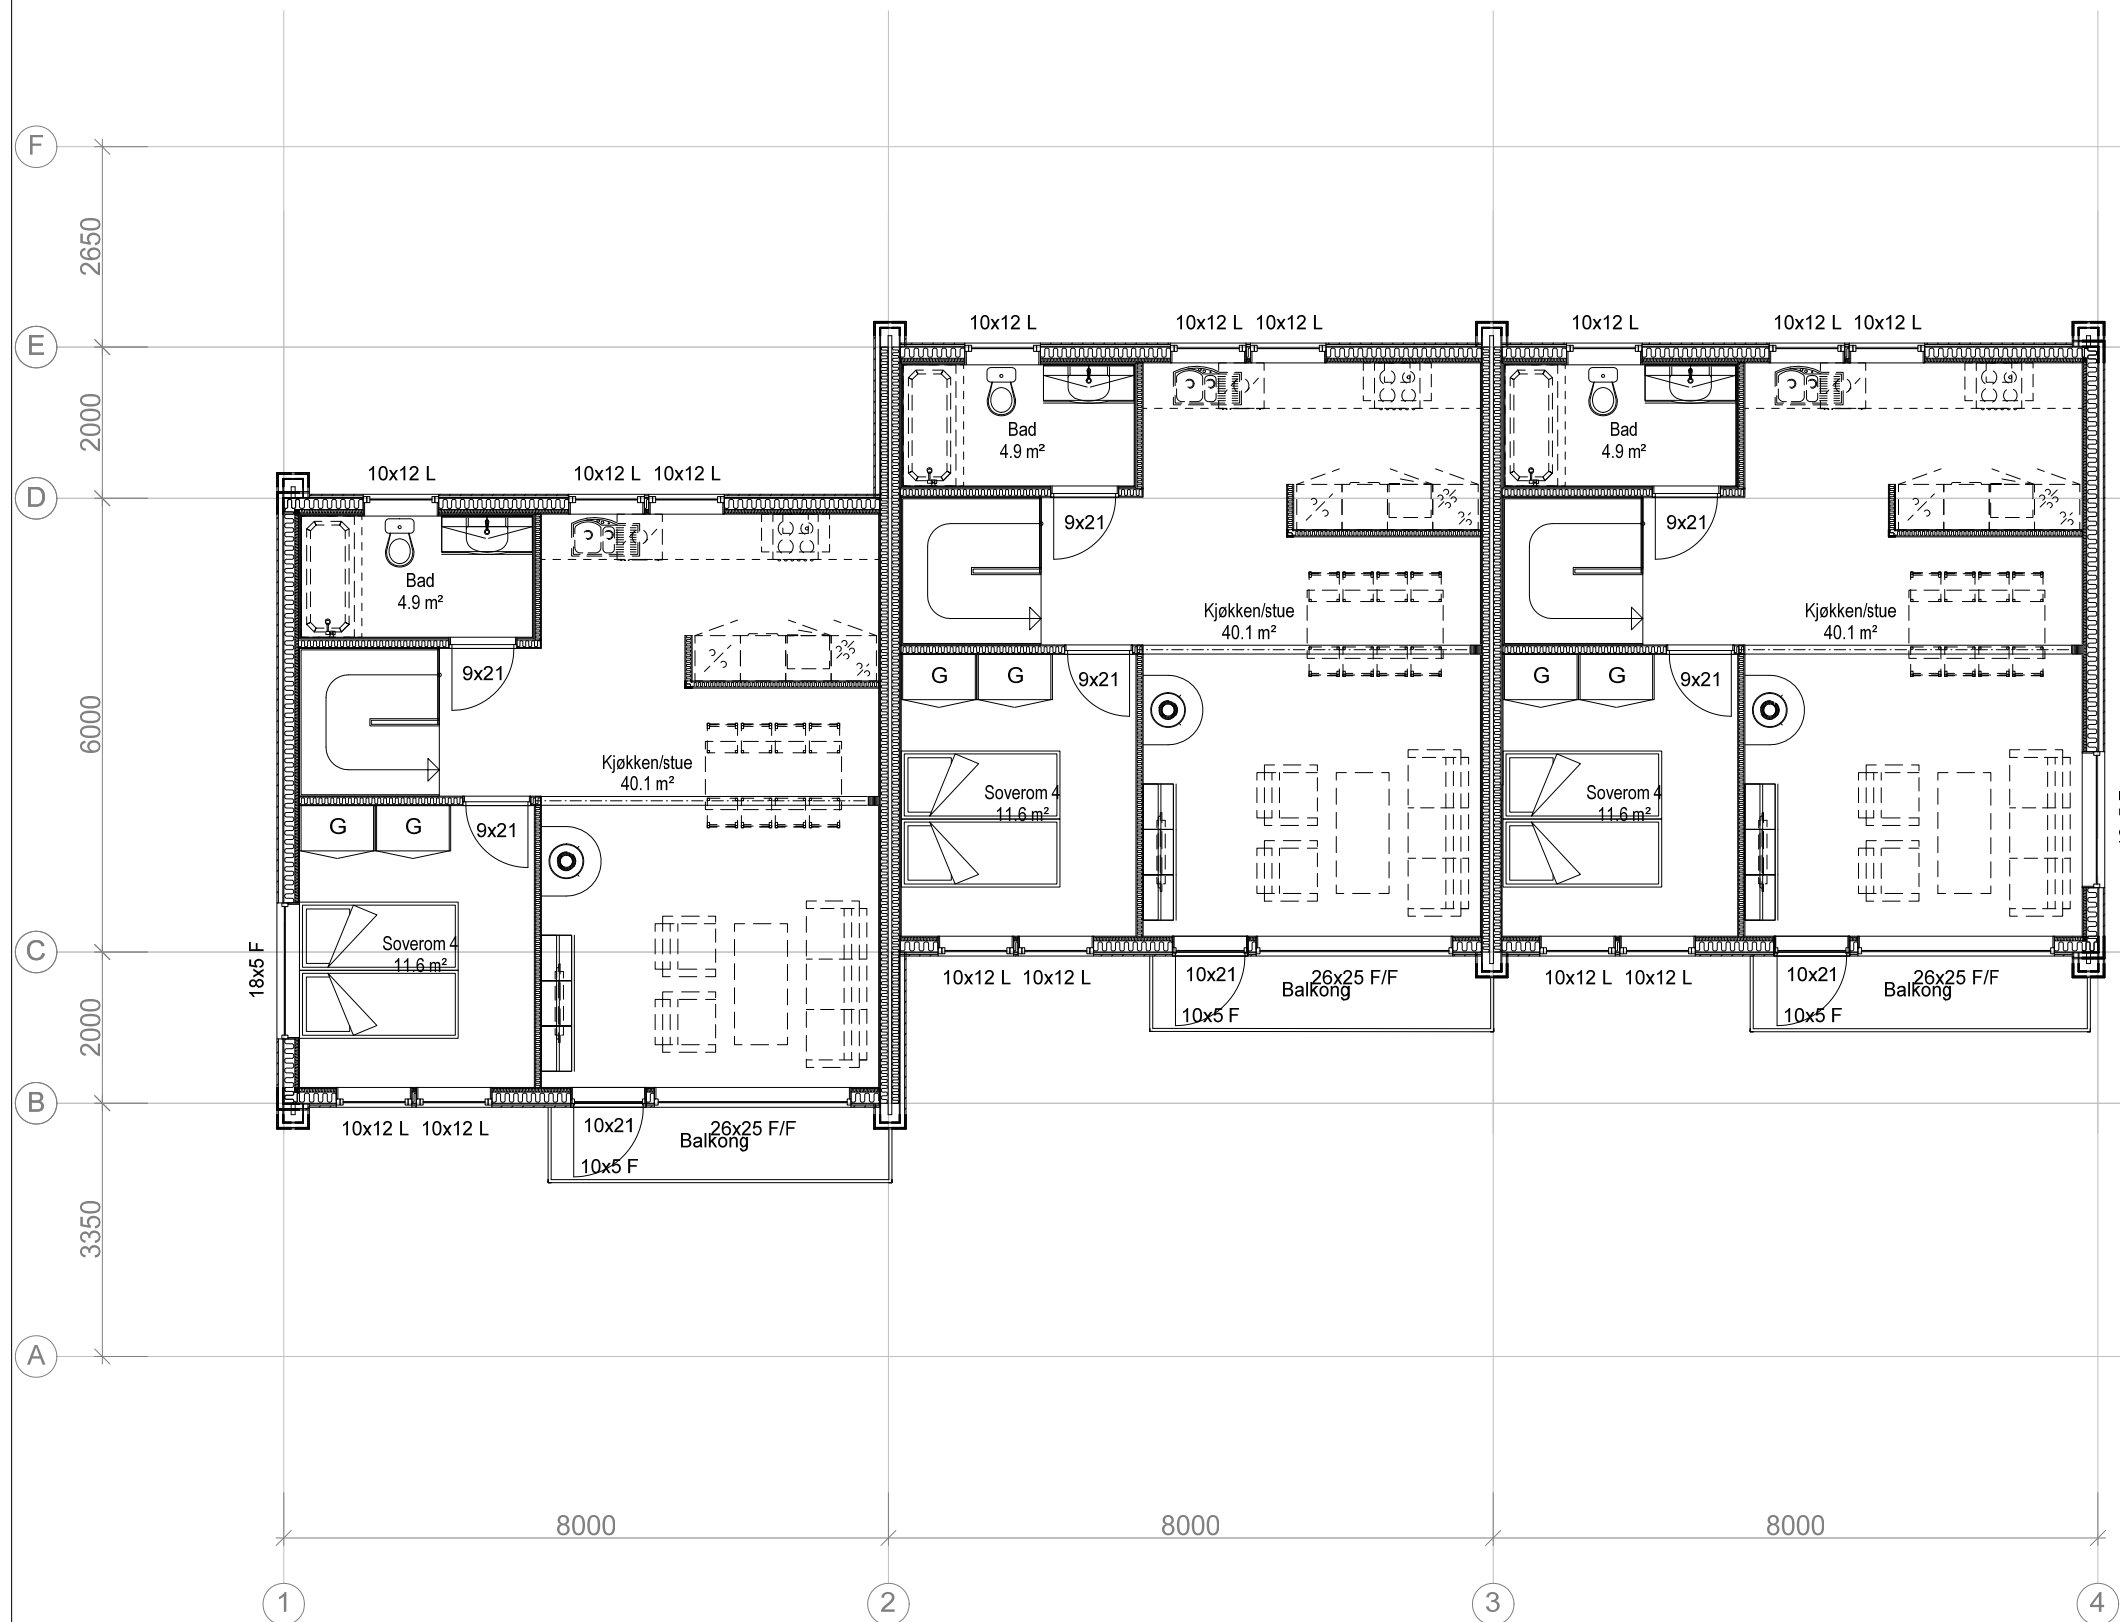 F
2650
E
10x12 L
10x12 L 10x12 L
10x12 L
10x12 L 10x12 L
2000
Bad
4.9 m²
Bad
4.9 m²
10x12 L
10x12 L 10x12 L
D
9x21
9x21
Bad
4.9 m²
Kjøkken/stue
40.1 m²
Kjøkken/stue
40.1 m²
9x21
G
G
9x21
G
G
9x21
6000
Kjøkken/stue
40.1 m²
Soverom 4
11.6 m²
Soverom 4
11.6 m²
G
G
9x21
C
Soverom 4
11.6 m²
18x5 F
10x12 L 10x12 L
10x21
26x25 F/F
Balkong
10x5 F
10x12 L 10x12 L
10x21
26x25 F/F
Balkong
10x5 F
2000
B
10x12 L 10x12 L
10x21
26x25 F/F
Balkong
10x5 F
3350
A
8000
8000
8000
1
2
3
4